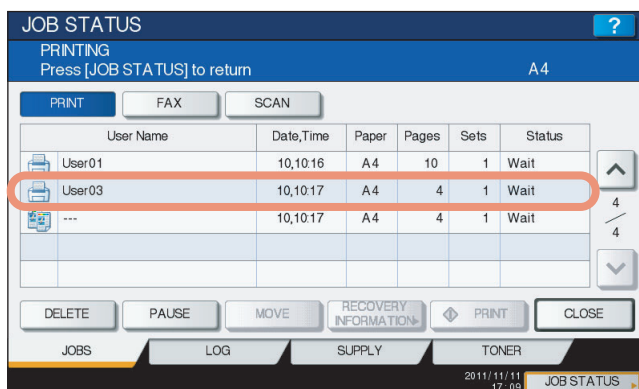 JOB STATUS ?
PRINTING
Press [JOB STATUS] to return A4
PRINT FAX SCAN
User Name Date,Time Paper Pages Sets Status
User01 10,10:16 A4 10 1 Wait
User03 10,10:17 A4 4 1 Wait
--- 10,10:17 A4 4 1 Wait
4
4
DELETE PAUSE MOVE RECOVERY INFORMATION PRINT CLOSE
JOBS LOG SUPPLY TONER
2011/11/11
17:09 JOB STATUS